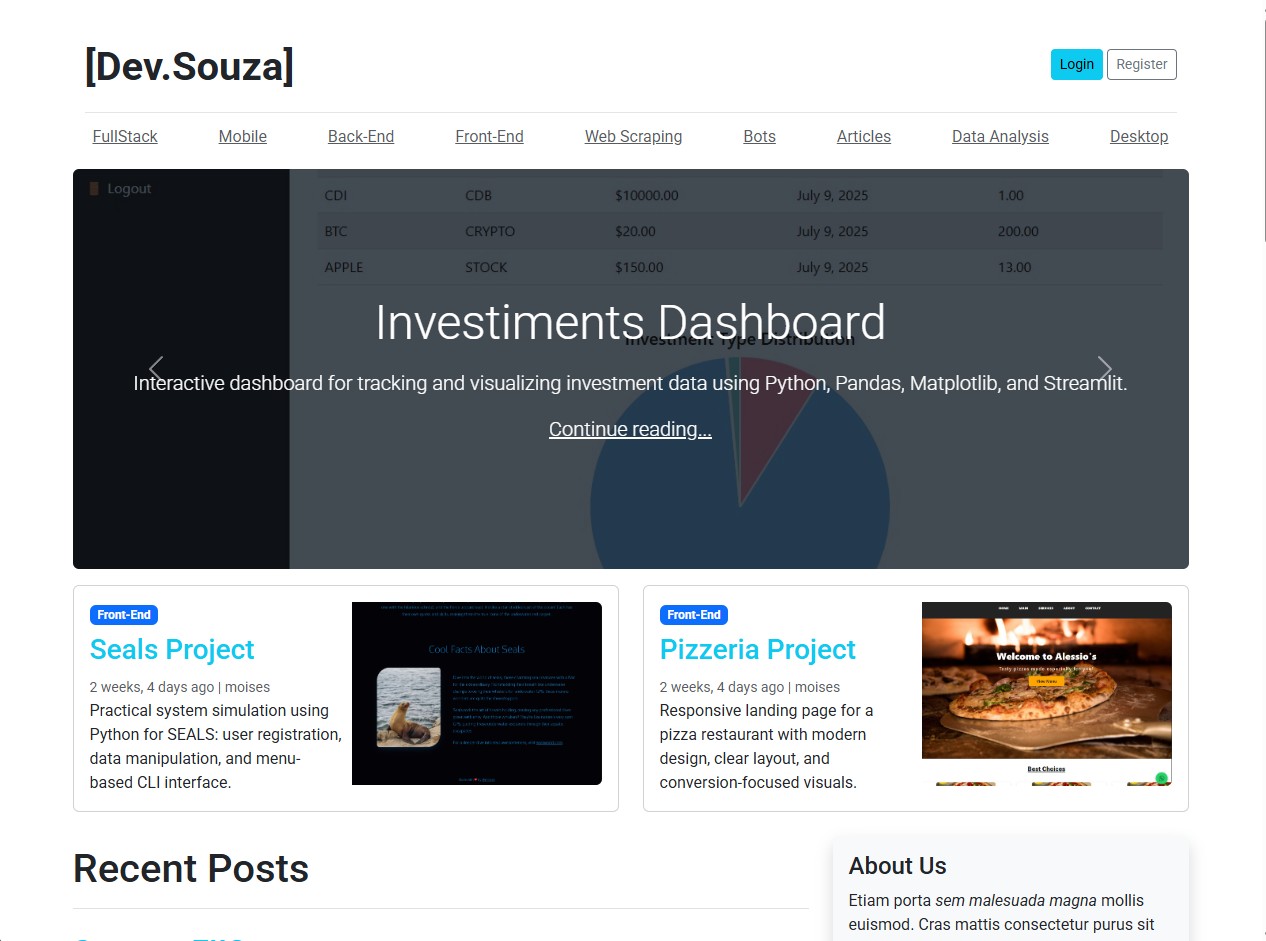 [Dev.Souza]
Login
Register
FullStack
Mobile
Back-End
Front-End
Web Scraping
Bots
Articles
Data Analysis
Desktop
Logout
CDI CDB $10000.00 July 9, 2025 1.00
BTC CRYPTO $20.00 July 9, 2025 200.00
APPLE STOCK $150.00 July 9, 2025 13.00
Investiments Dashboard
Investment Type Distribution
Interactive dashboard for tracking and visualizing investment data using Python, Pandas, Matplotlib, and Streamlit.
Continue reading...
Front-End
Seals Project
2 weeks, 4 days ago | moises
Practical system simulation using
Python for SEALS: user registration,
data manipulation, and menu-
based CLI interface.
Cool Facts About Seals
Front-End
Pizzeria Project
2 weeks, 4 days ago | moises
Responsive landing page for a
pizza restaurant with modern
design, clear layout, and
conversion-focused visuals.
Welcome to Alessio's
Best Choices
Recent Posts
About Us
Etiam porta sem malesuada magna mollis
euismod. Cras mattis consectetur purus sit